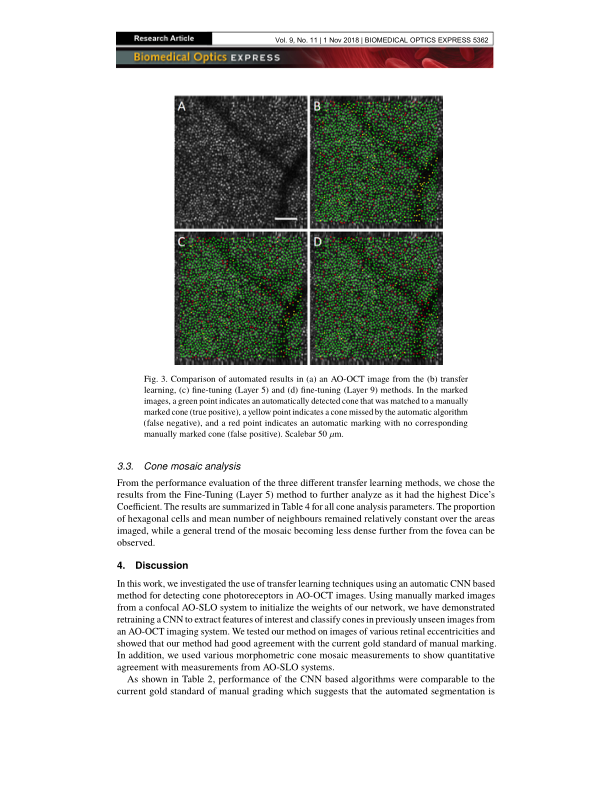 Research Article
Vol. 9, No. 11 | 1 Nov 2018 | BIOMEDICAL OPTICS EXPRESS 5362
Biomedical Optics EXPRESS
A
B
C
D
Fig. 3. Comparison of automated results in (a) an AO-OCT image from the (b) transfer
learning, (c) fine-tuning (Layer 5) and (d) fine-tuning (Layer 9) methods. In the marked
images, a green point indicates an automatically detected cone that was matched to a manually
marked cone (true positive), a yellow point indicates a cone missed by the automatic algorithm
(false negative), and a red point indicates an automatic marking with no corresponding
manually marked cone (false positive). Scalebar 50 μm.
3.3. Cone mosaic analysis
From the performance evaluation of the three different transfer learning methods, we chose the
results from the Fine-Tuning (Layer 5) method to further analyze as it had the highest Dice's
Coefficient. The results are summarized in Table 4 for all cone analysis parameters. The proportion
of hexagonal cells and mean number of neighbours remained relatively constant over the areas
imaged, while a general trend of the mosaic becoming less dense further from the fovea can be
observed.
4. Discussion
In this work, we investigated the use of transfer learning techniques using an automatic CNN based
method for detecting cone photoreceptors in AO-OCT images. Using manually marked images
from a confocal AO-SLO system to initialize the weights of our network, we have demonstrated
retraining a CNN to extract features of interest and classify cones in previously unseen images from
an AO-OCT imaging system. We tested our method on images of various retinal eccentricities and
showed that our method had good agreement with the current gold standard of manual marking.
In addition, we used various morphometric cone mosaic measurements to show quantitative
agreement with measurements from AO-SLO systems.
As shown in Table 2, performance of the CNN based algorithms were comparable to the
current gold standard of manual grading which suggests that the automated segmentation is